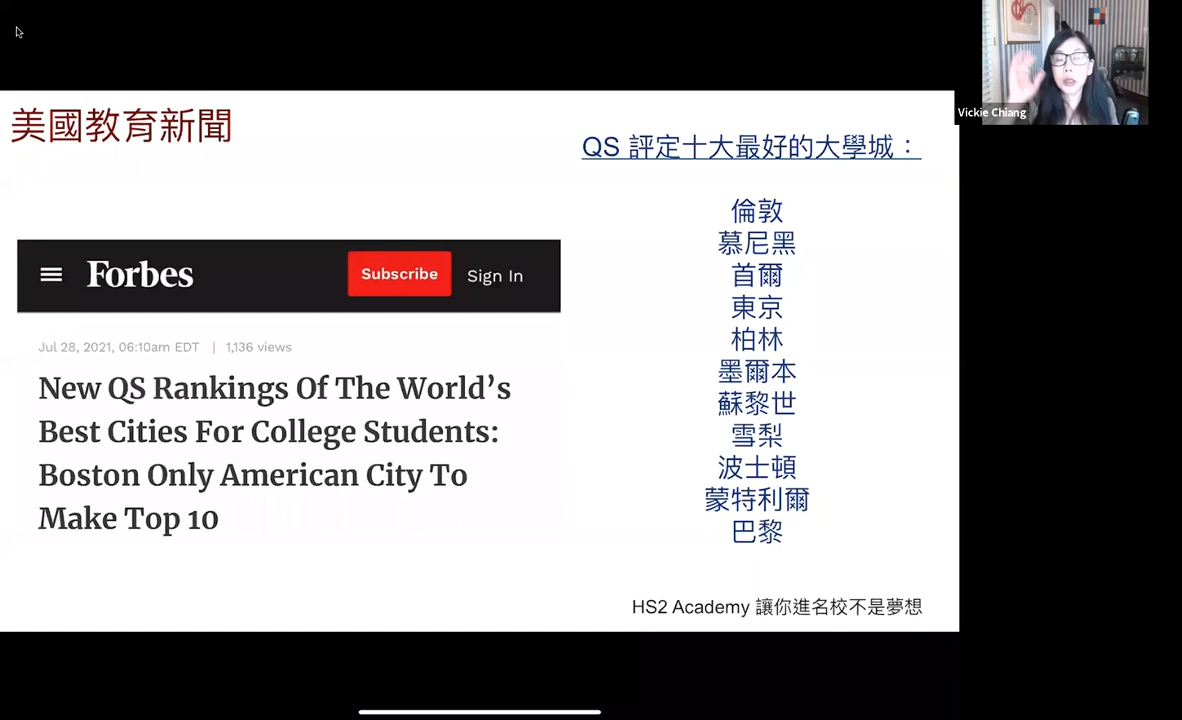 美國教育新聞
Forbes
Subscribe
Sign In
Jul 28, 2021, 06:10am EDT | 1,136 views
New QS Rankings Of The World's
Best Cities For College Students:
Boston Only American City To
Make Top 10
QS 評定十大最好的大學城：
倫敦
慕尼黑
首爾
東京
柏林
墨爾本
蘇黎世
雪梨
波士頓
蒙特利爾
巴黎
HS2 Academy 讓你進名校不是夢想
Vickie Chiang